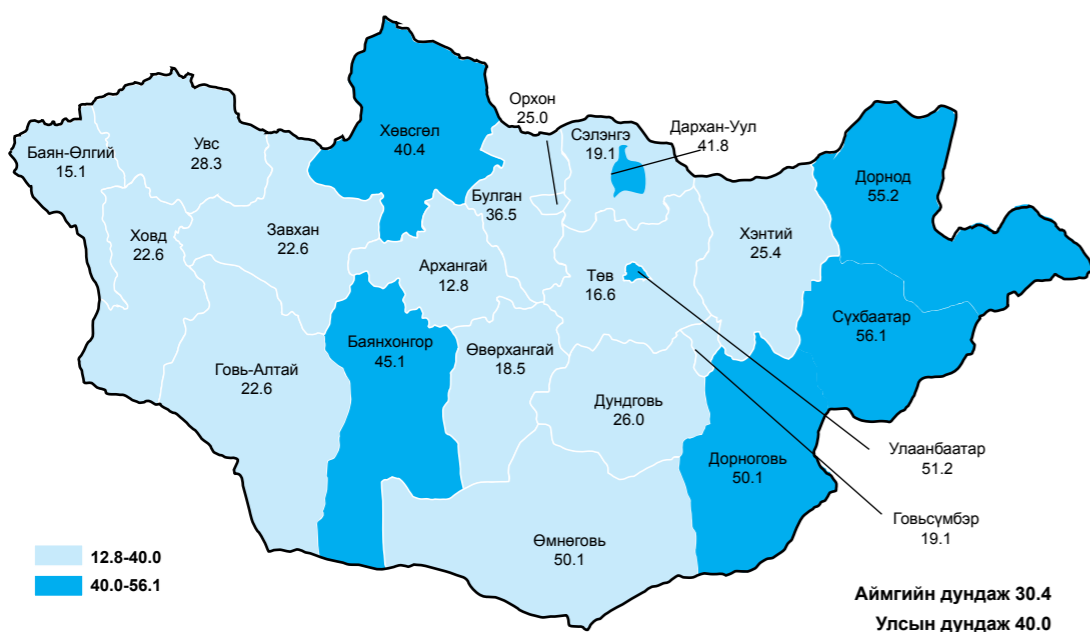 Орхон
25.0
Сэлэнгэ
19.1
Дархан-Уул
41.8
Хөвсгөл
40.4
Увс
28.3
Баян-Өлгий
15.1
Дорнод
55.2
Булган
36.5
Ховд
22.6
Завхан
22.6
Хэнтий
25.4
Архангай
12.8
Төв
16.6
Сүхбаатар
56.1
Баянхонгор
45.1
Өвөрхангай
18.5
Говь-Алтай
22.6
Дундговь
26.0
Улаанбаатар
51.2
Дорноговь
50.1
Говьсүмбэр
19.1
Өмнөговь
50.1
12.8-40.0
40.0-56.1
Аймгийн дундаж 30.4
Улсын дундаж 40.0